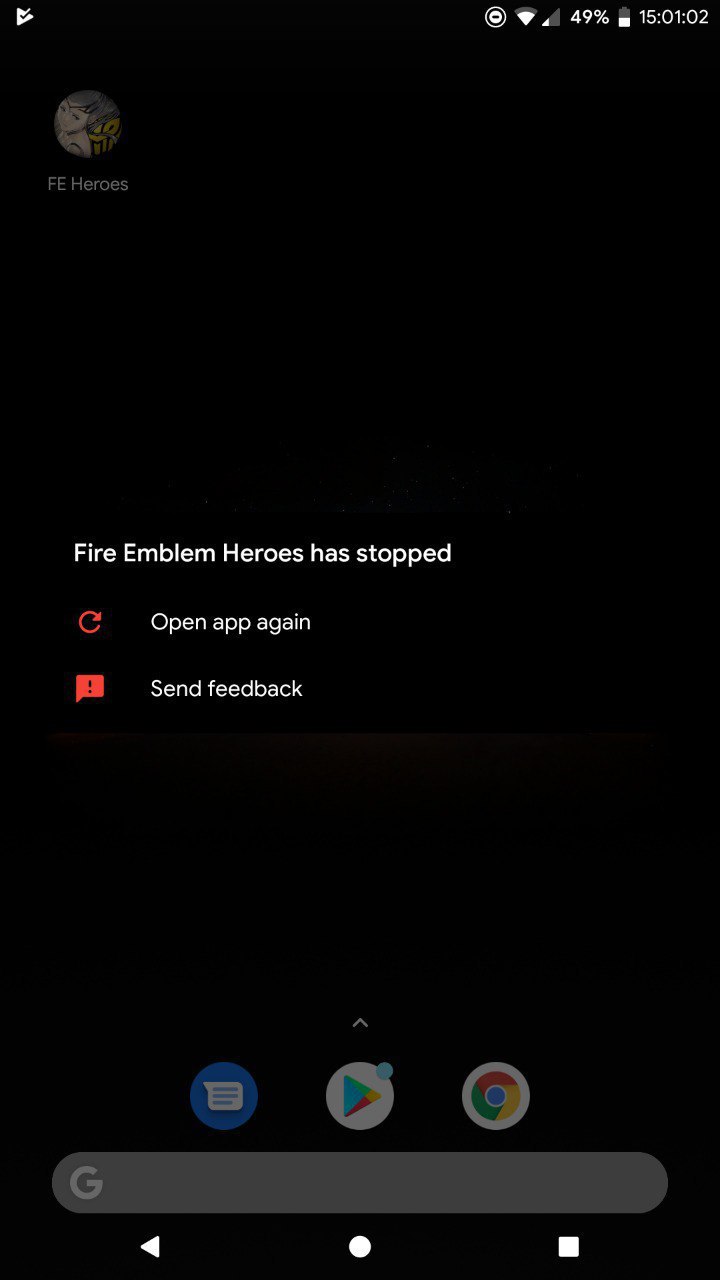 49% 15:01:02
FE Heroes
Fire Emblem Heroes has stopped
Open app again
Send feedback
G